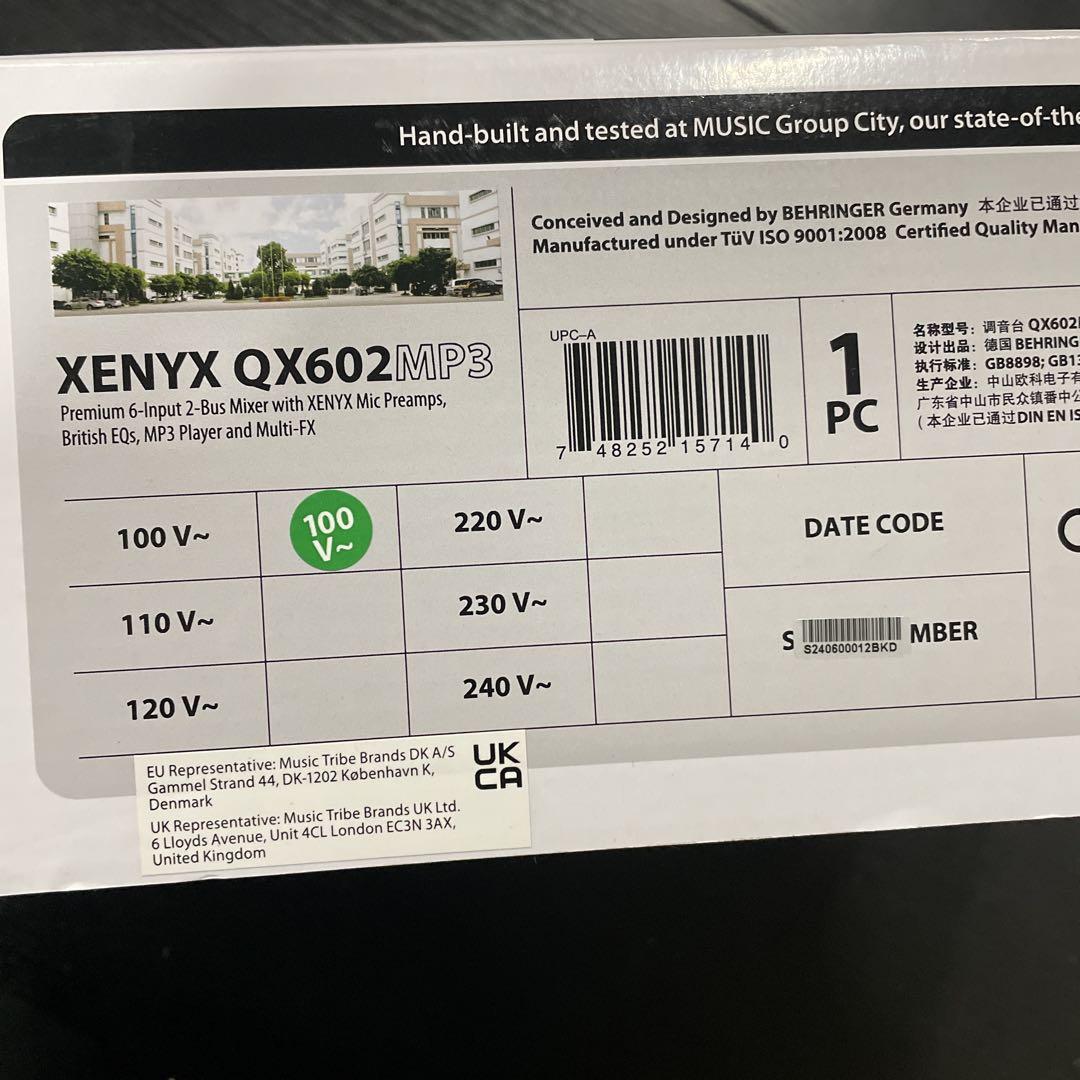 Hand-built and tested at MUSIC Group City, our state-of-the
Conceived and Designed by BEHRINGER Germany 本企业已通过
Manufactured under TüV ISO 9001:2008 Certified Quality Man
XENYX QX602MP3
Premium 6-Input 2-Bus Mixer with XENYX Mic Preamps,
British EQs, MP3 Player and Multi-FX
UPC-A
7 48252 15714 0
1
PC
名称型号: 调音台 QX602
设计出品: 德国 BEHRING
执行标准: GB8898; GB13
生产企业: 中山欧科电子有
广东省中山市民众镇番中公
(本企业已通过DIN EN IS
100 V~
100
V~
220 V~
110 V~
230 V~
120 V~
240 V~
DATE CODE
S
MBER
S240600012BKD
EU Representative: Music Tribe Brands DK A/S
Gammel Strand 44, DK-1202 København K,
Denmark
UK Representative: Music Tribe Brands UK Ltd.
6 Lloyds Avenue, Unit 4CL London EC3N 3AX,
United Kingdom
UK
CA